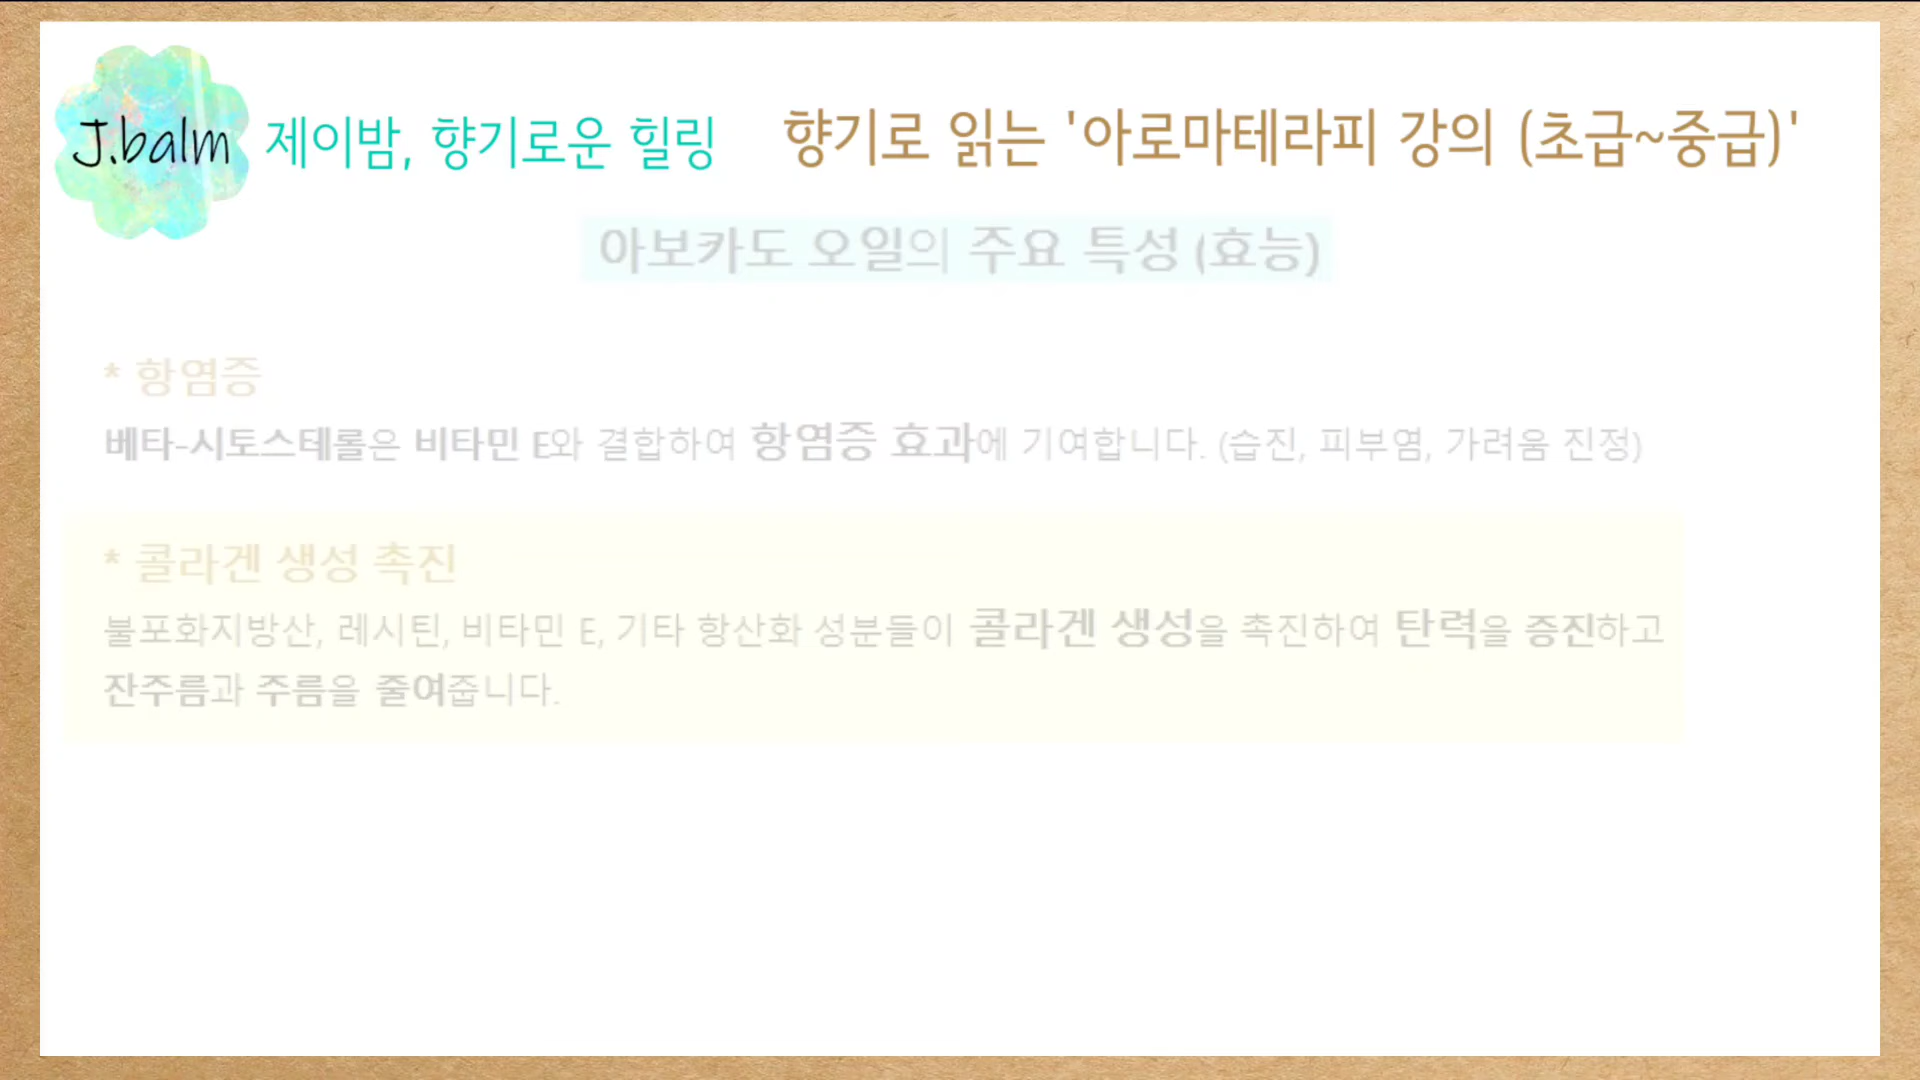 J.balm 제이밤, 향기로운 힐링 향기로 읽는 '아로마테라피 강의 (초급~중급)'
아보카도 오일의 주요 특성 (효능)
* 항염증
베타-시토스테롤은 비타민 E와 결합하여 항염증 효과에 기여합니다. (습진, 피부염, 가려움 진정)
* 콜라겐 생성 촉진
불포화지방산, 레시틴, 비타민 E, 기타 항산화 성분들이 콜라겐 생성을 촉진하여 탄력을 증진하고
잔주름과 주름을 줄여줍니다.